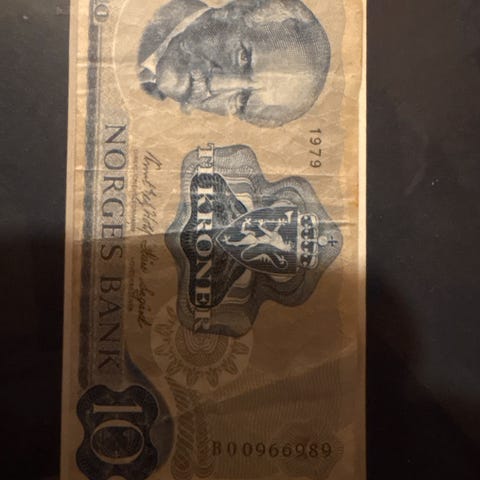 1979
TI KRONER
NORGES BANK
10
B00966989